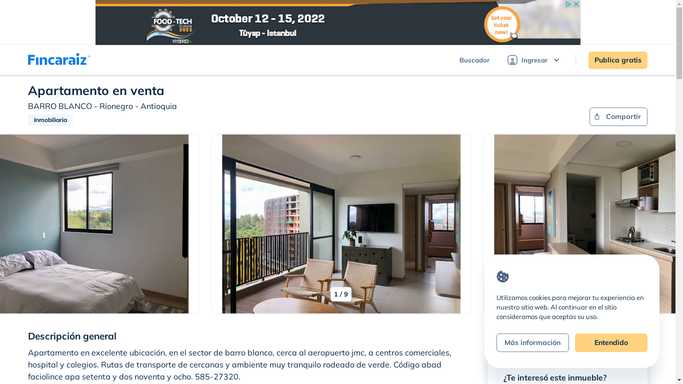 FOOD-TECH
October 12 - 15, 2022
Tüyap - Istanbul
Get your
ticket
now!
Fincaraiz
Buscador
Ingresar
Publica gratis
Apartamento en venta
BARRO BLANCO - Rionegro - Antioquia
Inmobiliaria
Compartir
1 / 9
Utilizamos cookies para mejorar tu experiencia en
nuestro sitio web. Al continuar en el sitio
consideramos que aceptas su uso.
Más información
Entendido
Descripción general
Apartamento en excelente ubicación, en el sector de barro blanco, cerca al aeropuerto jmc, a centros comerciales,
hospital y colegios. Rutas de transporte de cercanas y ambiente muy tranquilo rodeado de verde. Código abad
faciolince apa setenta y dos noventa y ocho. 585-27320.
¿Te interesó este inmueble?